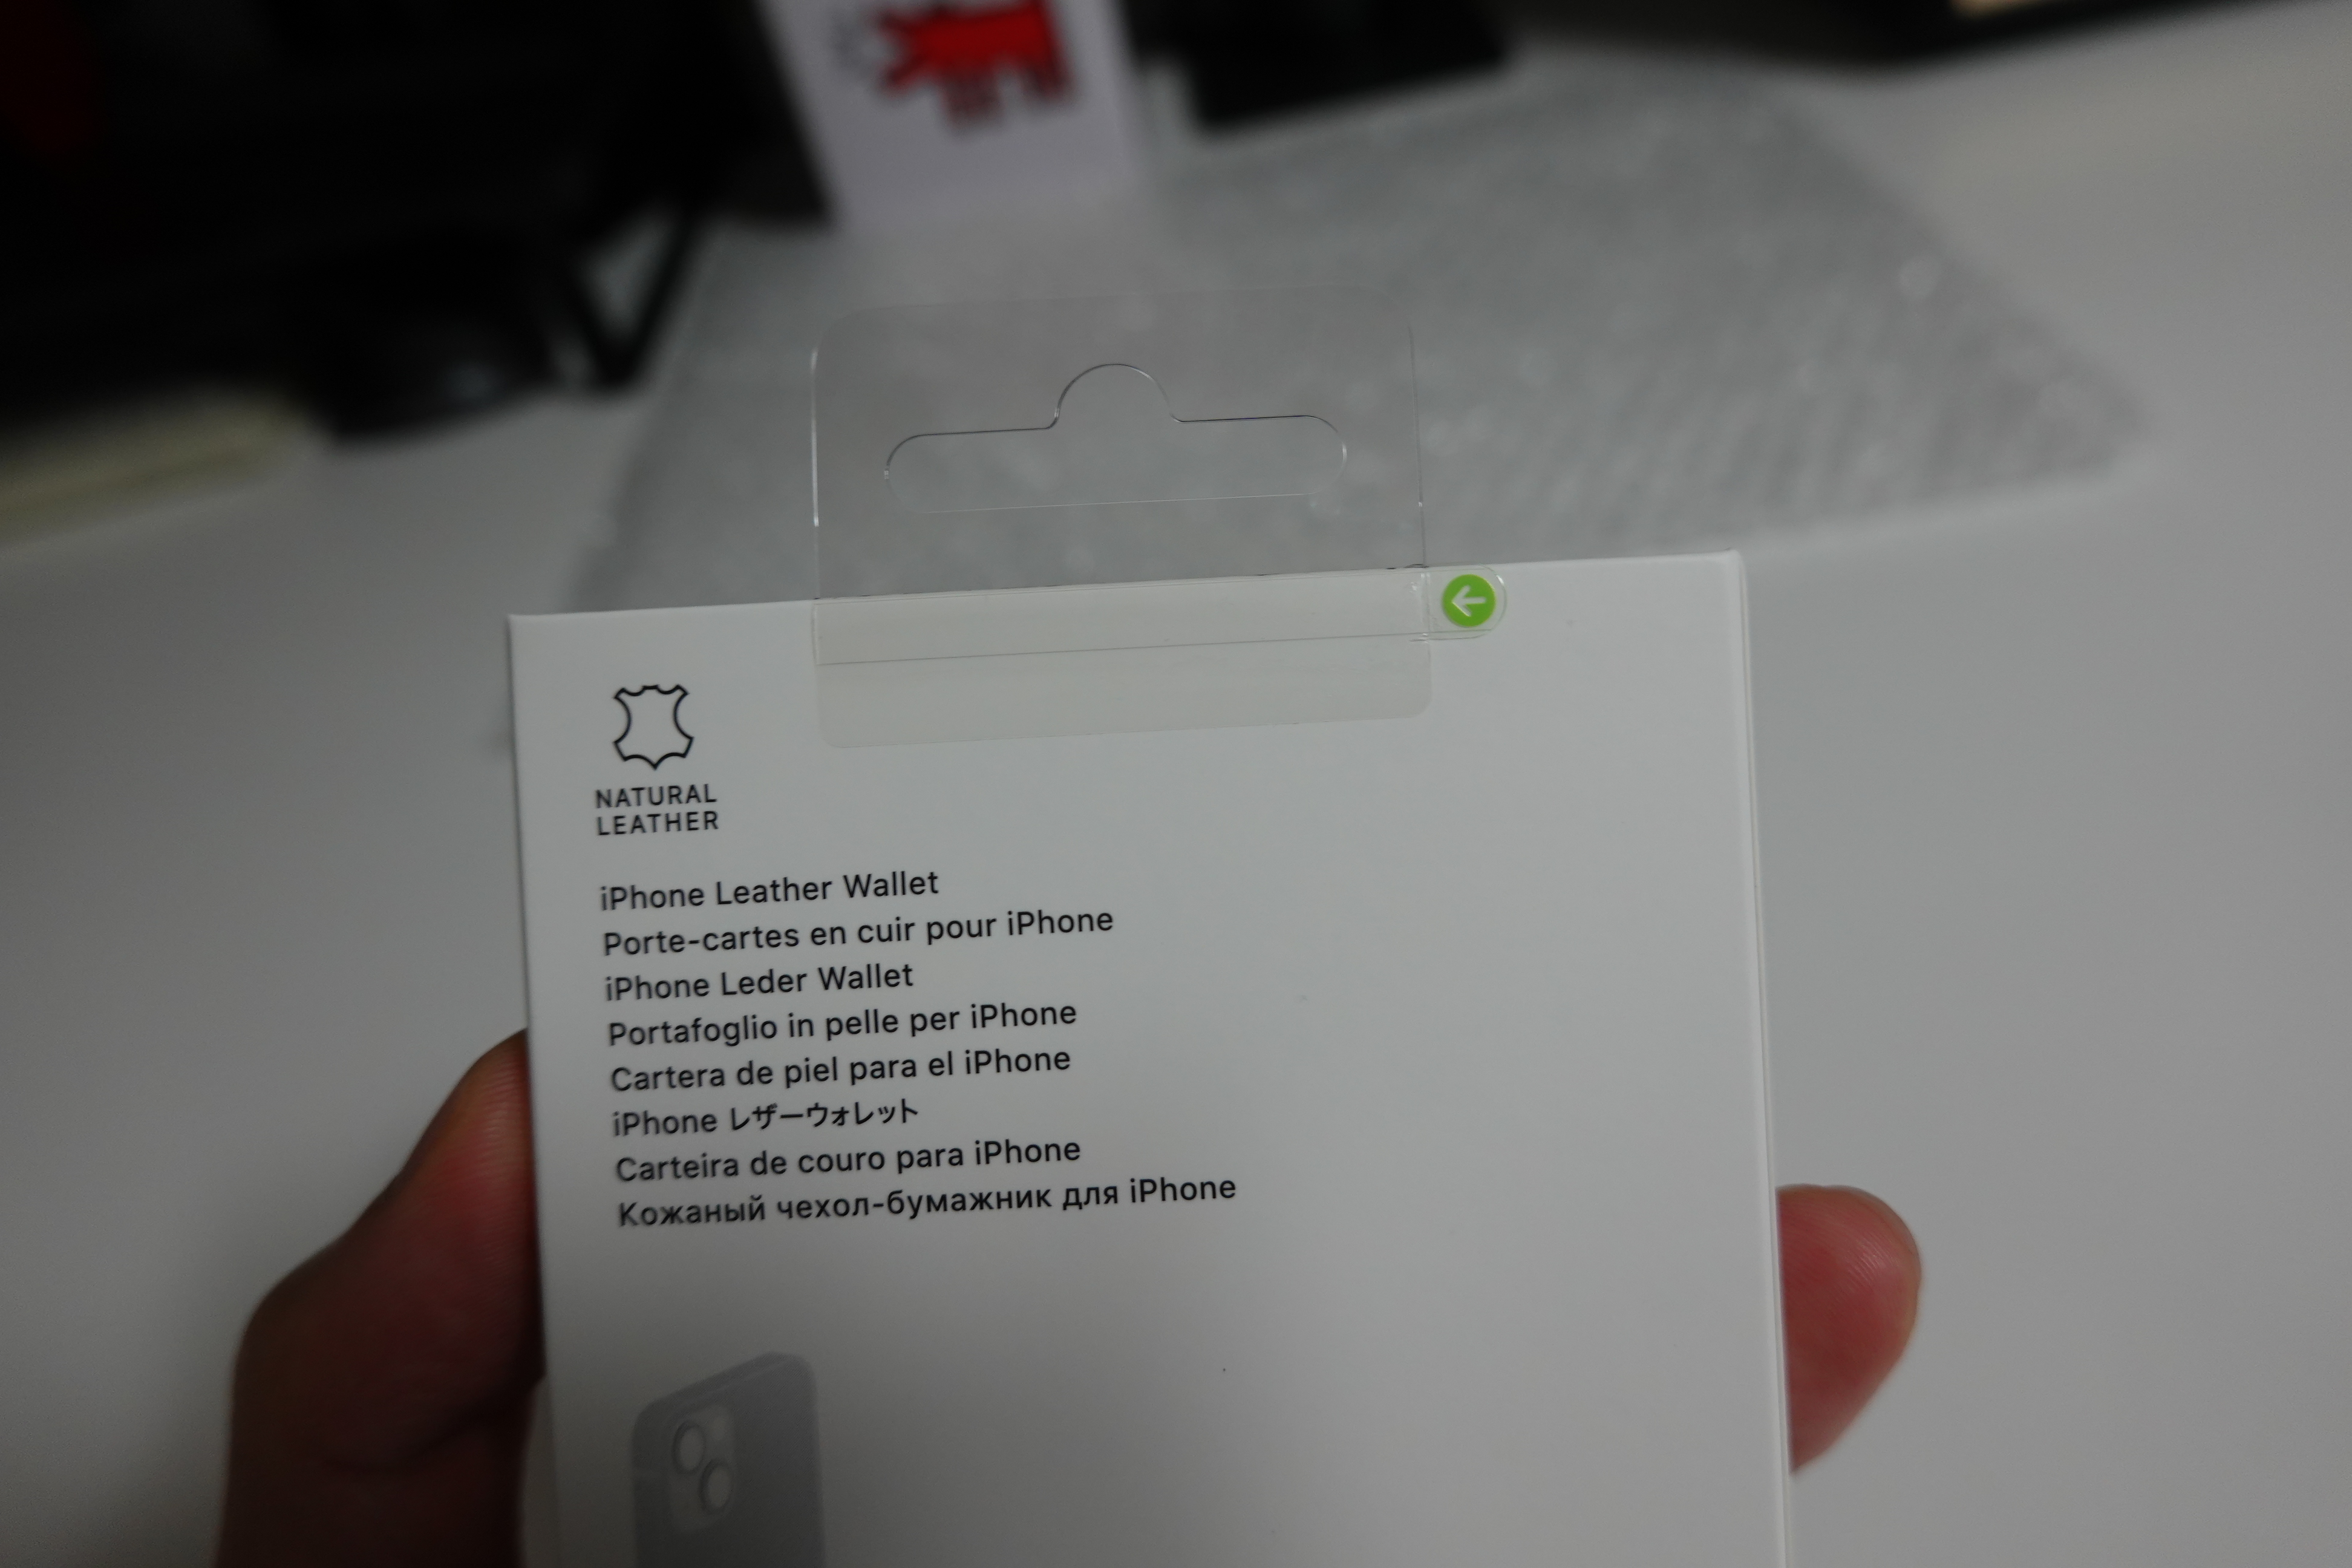 NATURAL
LEATHER
iPhone Leather Wallet
Porte-cartes en cuir pour iPhone
iPhone Leder Wallet
Portafoglio in pelle per iPhone
Cartera de piel para el iPhone
iPhone レザーウォレット
Carteira de couro para iPhone
Кожаный чехол-бумажник для iPhone